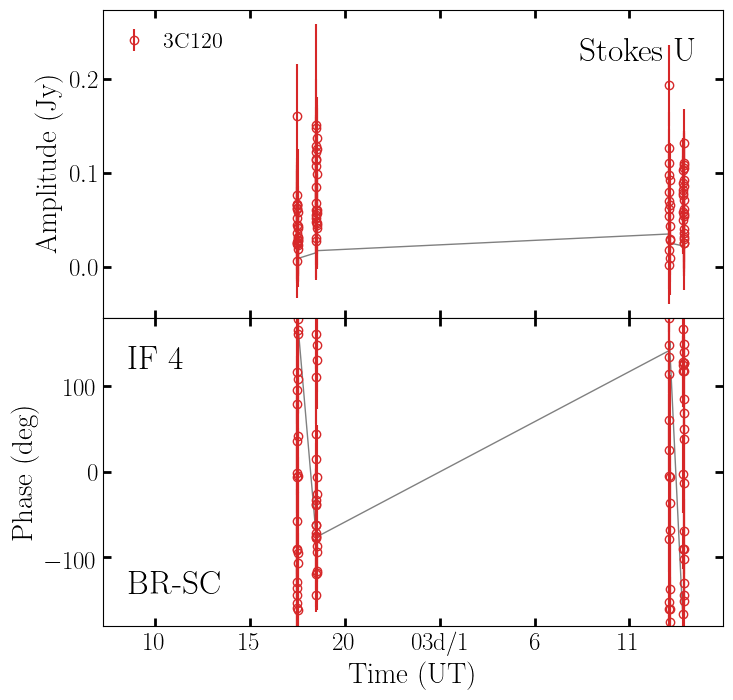 3C120
Stokes U
Amplitude (Jy)
0.2
0.1
0.0
IF 4
BR-SC
Phase (deg)
100
0
−100
10 15 20 03d/1 6 11
Time (UT)